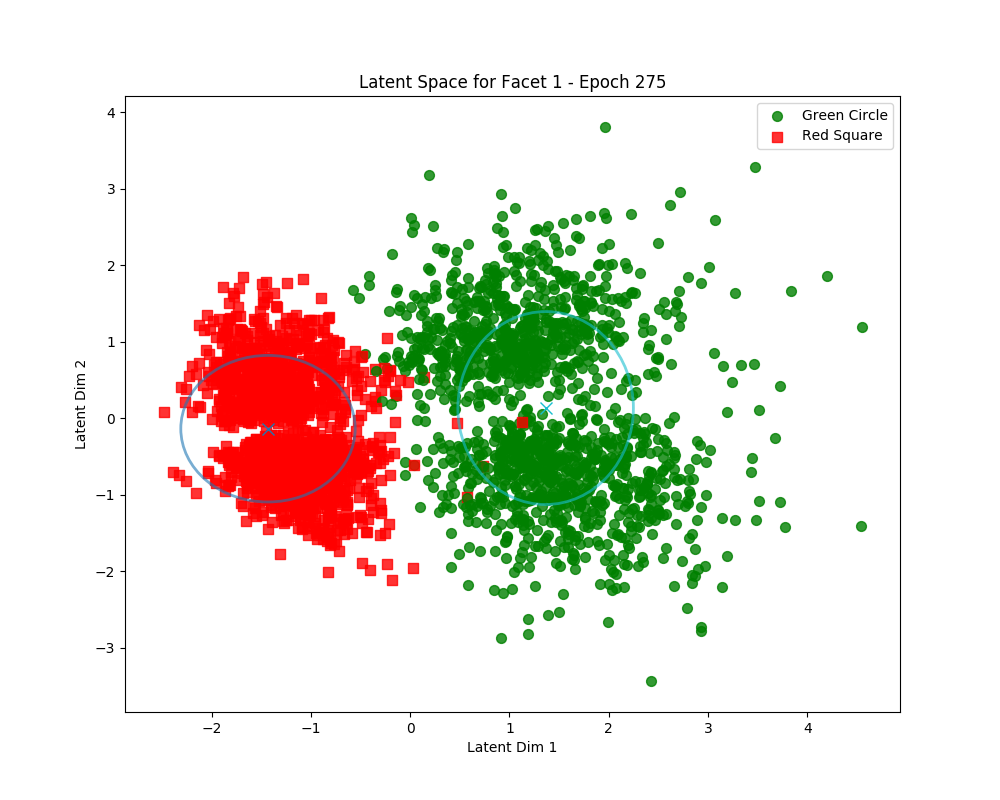 Latent Space for Facet 1 - Epoch 275
Green Circle
Red Square
4
3
2
1
0
−1
−2
−3
Latent Dim 2
−2 −1 0 1 2 3 4
Latent Dim 1